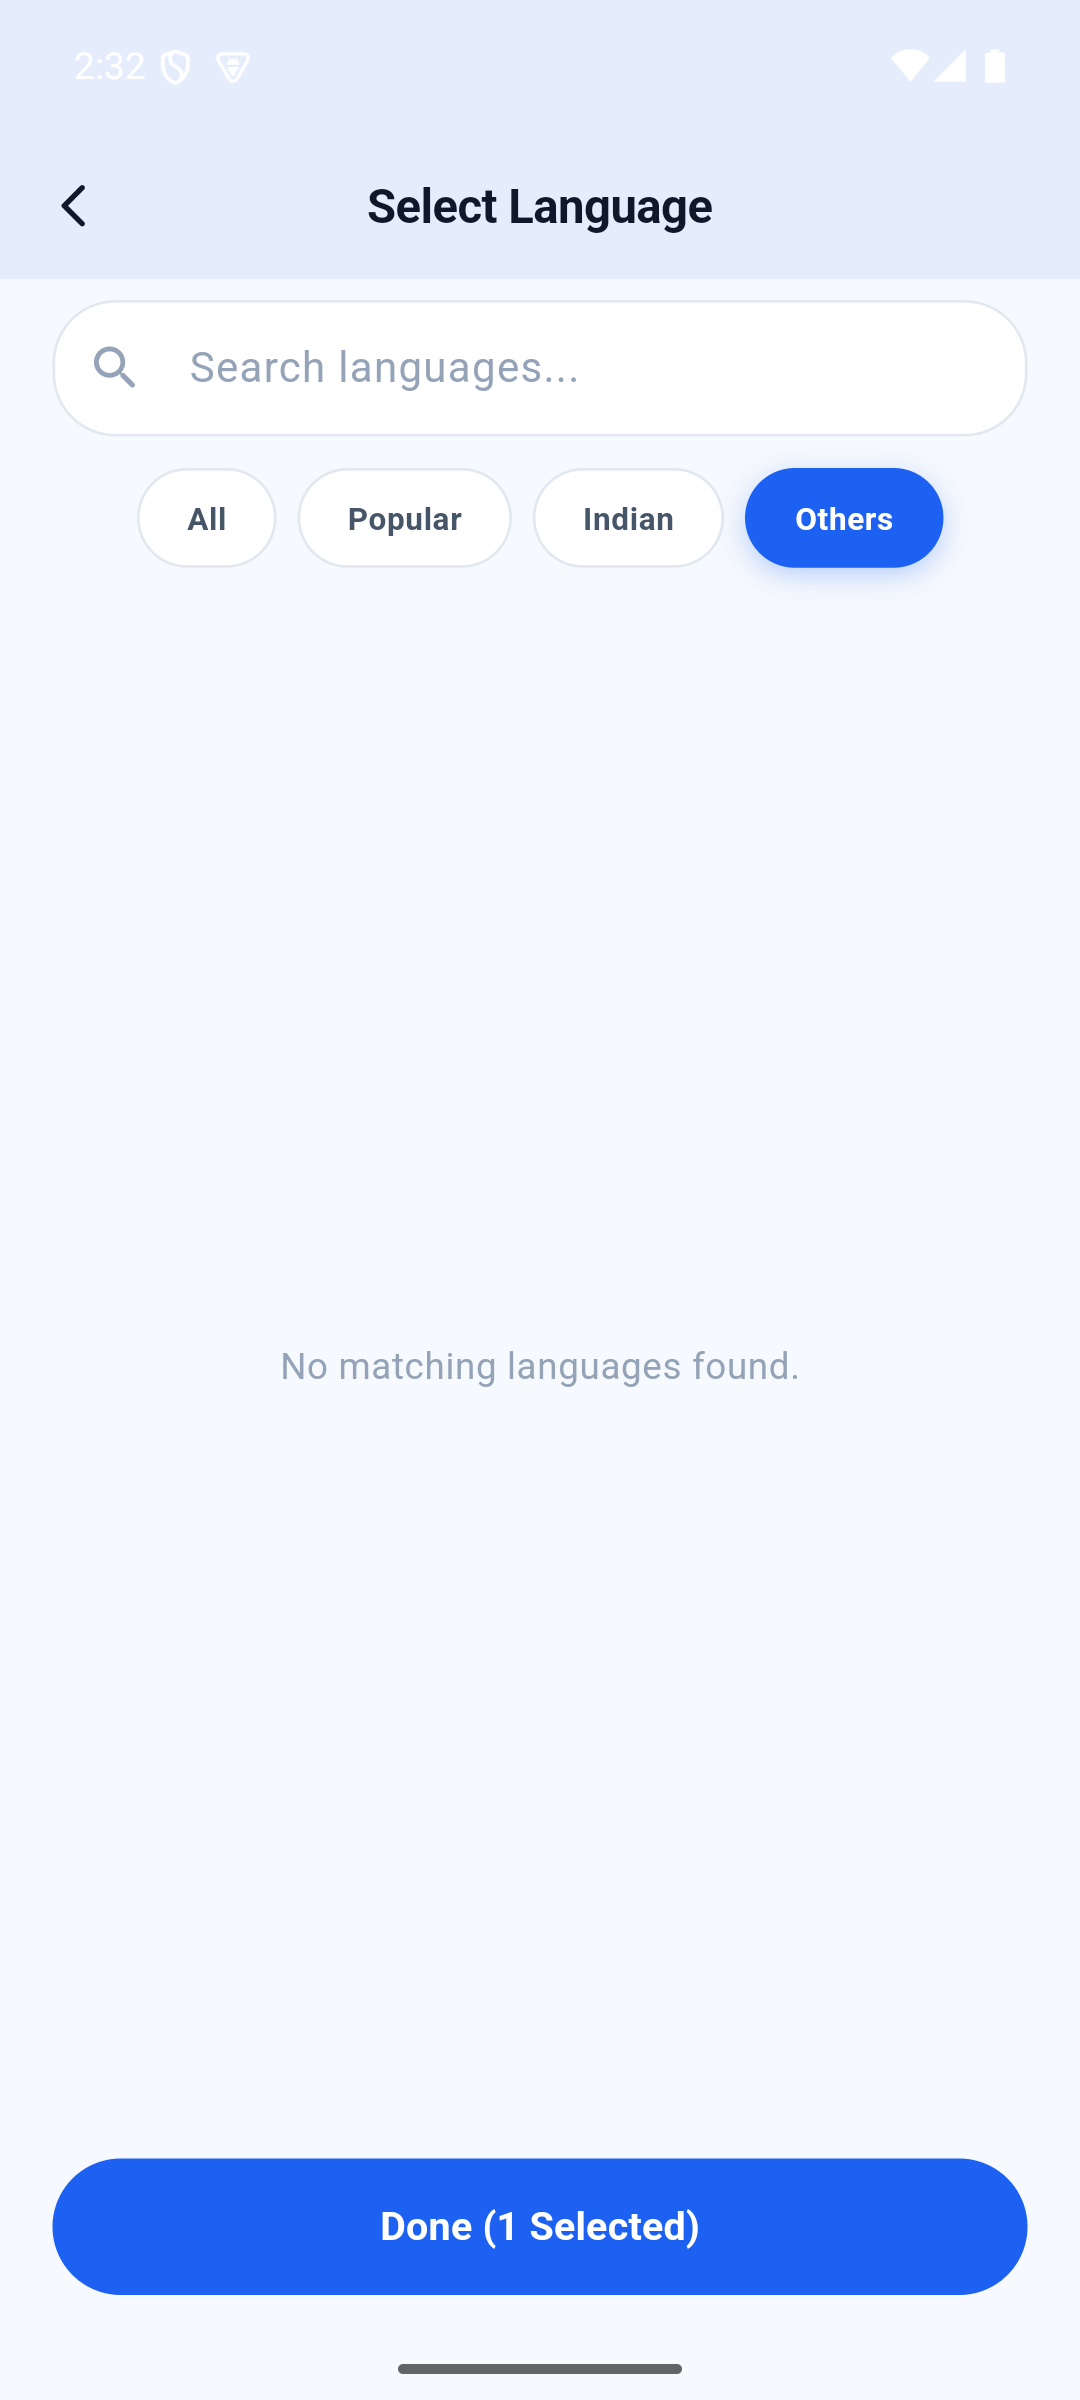 2:32
Select Language
Search languages...
All
Popular
Indian
Others
No matching languages found.
Done (1 Selected)